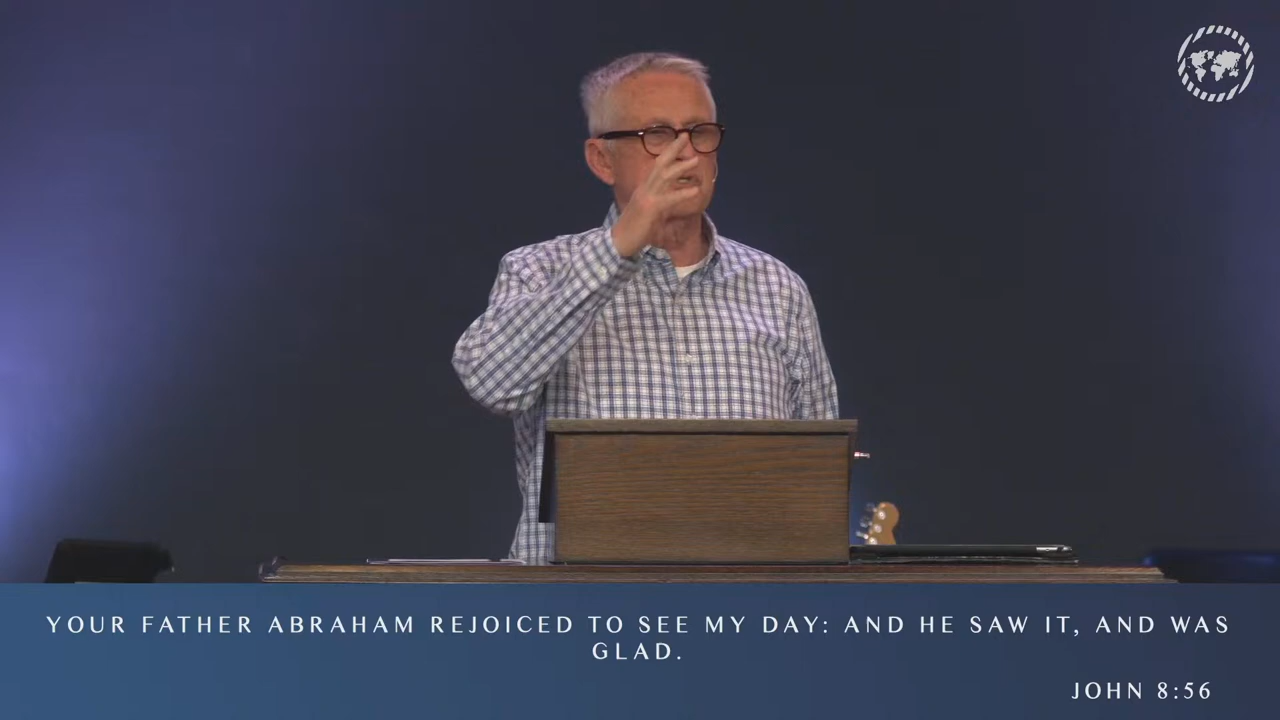 YOUR FATHER ABRAHAM REJOICED TO SEE MY DAY: AND HE SAW IT, AND WAS
GLAD.
JOHN 8:56